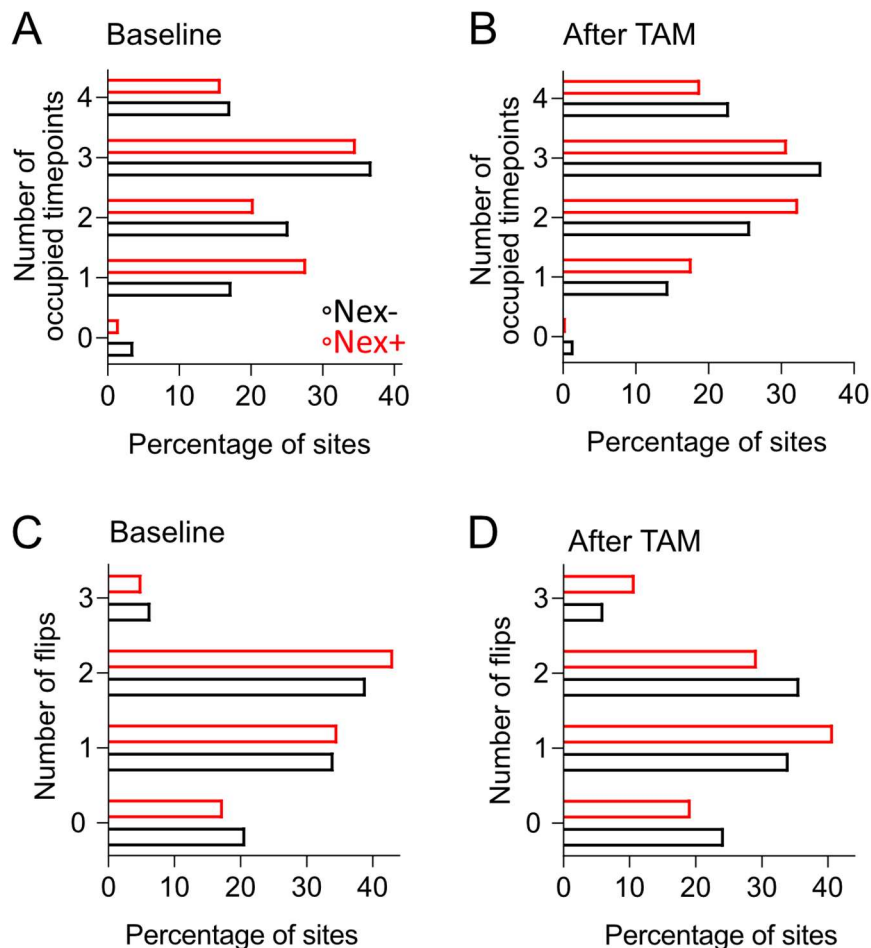 A
Baseline
Number of
occupied timepoints
4
3
2
1
0
∘Nex-
∘Nex+
0 10 20 30 40
Percentage of sites
B
After TAM
Number of
occupied timepoints
4
3
2
1
0
0 10 20 30 40
Percentage of sites
C
Baseline
Number of flips
3
2
1
0
0 10 20 30 40
Percentage of sites
D
After TAM
Number of flips
3
2
1
0
0 10 20 30 40
Percentage of sites